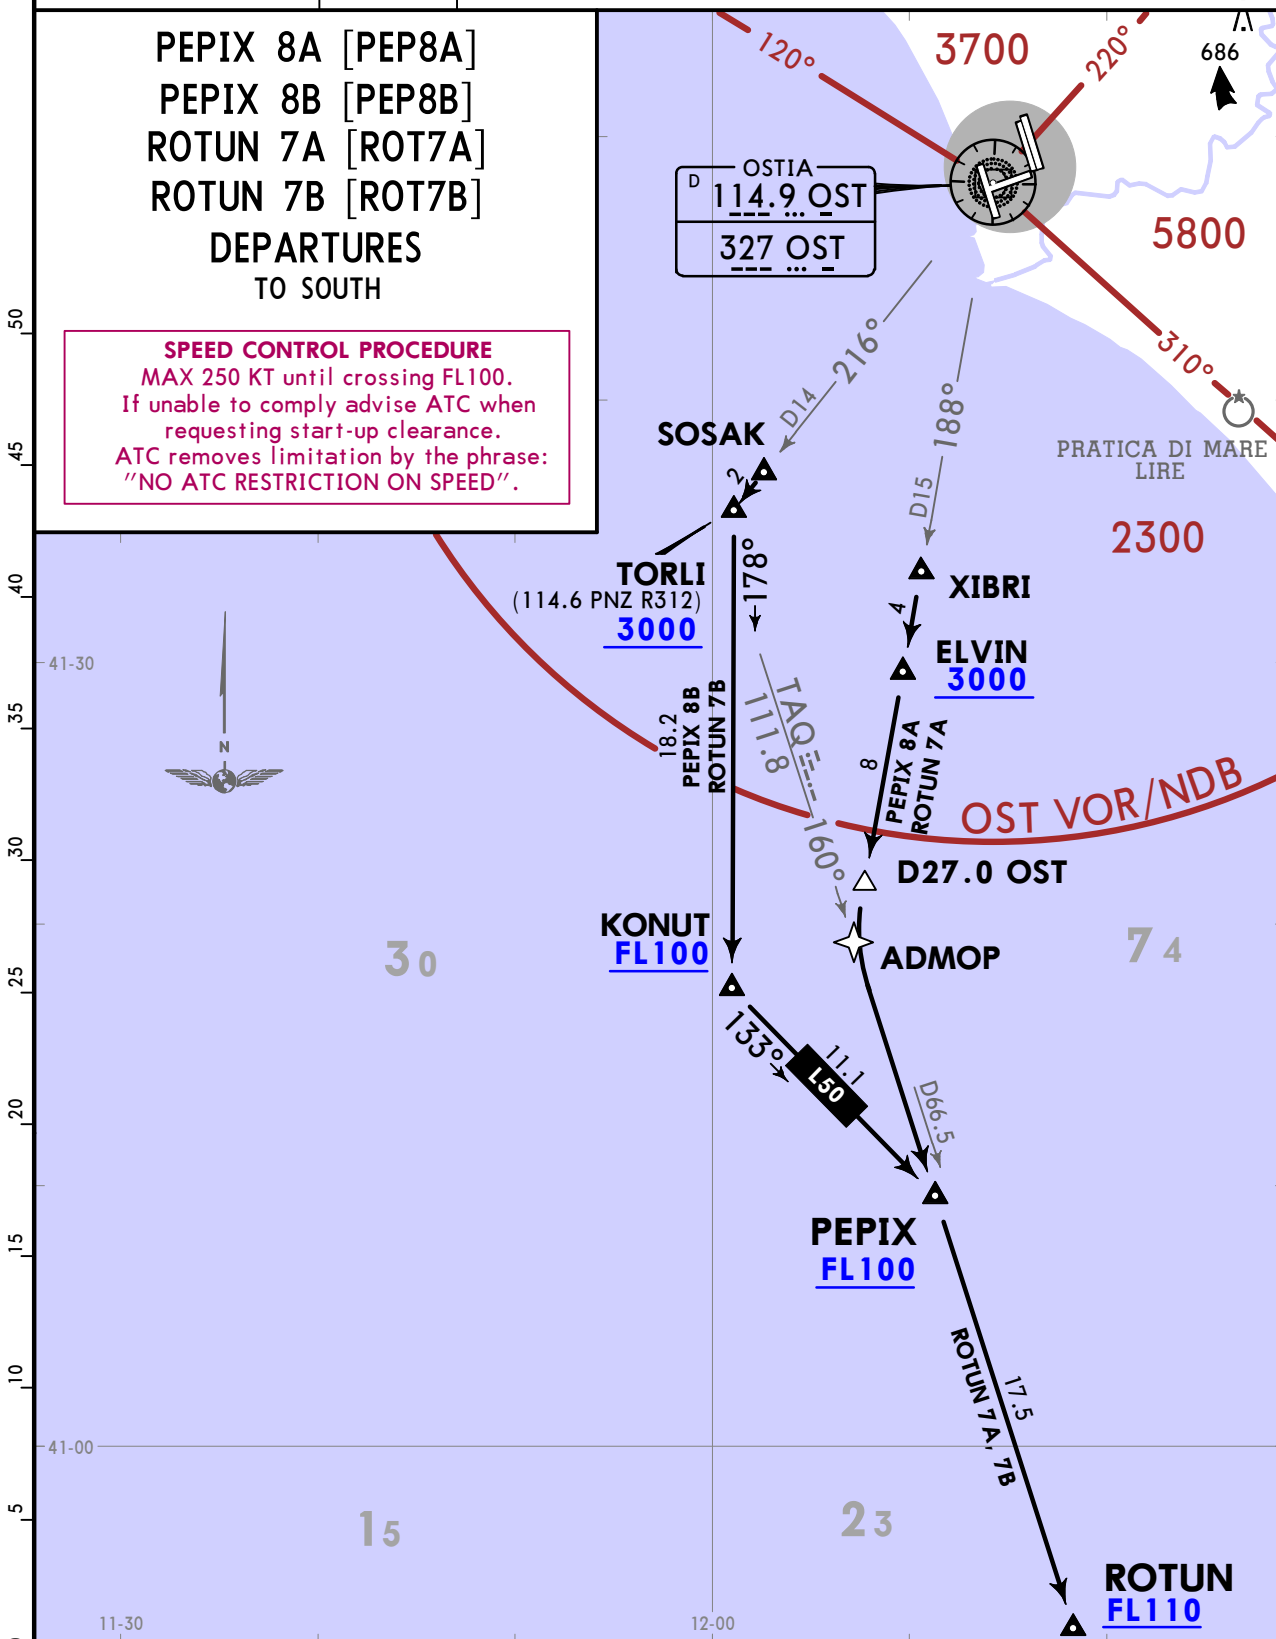 PEPIX 8A [PEP8A]
PEPIX 8B [PEP8B]
ROTUN 7A [ROT7A]
ROTUN 7B [ROT7B]
DEPARTURES
TO SOUTH
SPEED CONTROL PROCEDURE
MAX 250 KT until crossing FL100.
If unable to comply advise ATC when
requesting start-up clearance.
ATC removes limitation by the phrase:
"NO ATC RESTRICTION ON SPEED".
120°
3700
220°
686
OSTIA
D
114.9 OST
327 OST
5800
310°
PRATICA DI MARE
LIRE
2300
216°
D14
188°
D15
SOSAK
2
TORLI
(114.6 PNZ R312)
3000
178°
XIBRI
4
ELVIN
3000
18.2
PEPIX 8B
ROTUN 7B
TAQ
111.8
160°
8
PEPIX 8A
ROTUN 7A
OST VOR/NDB
D27.0 OST
KONUT
FL100
ADMOP
30
74
133°
11.1
L50
D66.5
PEPIX
FL100
ROTUN 7A, 7B
17.5
15
23
ROTUN
FL110
N
41-30
41-00
11-30
12-00
50
45
40
35
30
25
20
15
10
5